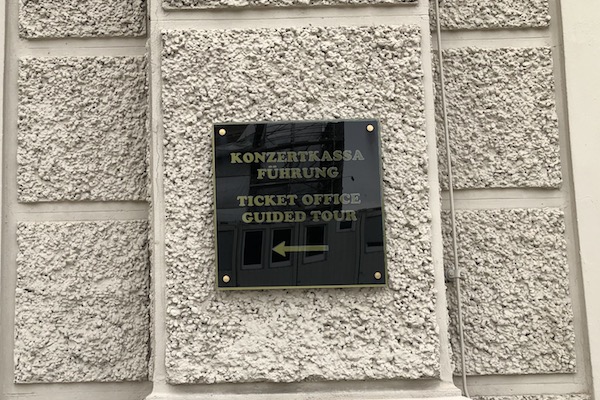 KONZERTKASSA
FÜHRUNG
TICKET OFFICE
GUIDED TOUR